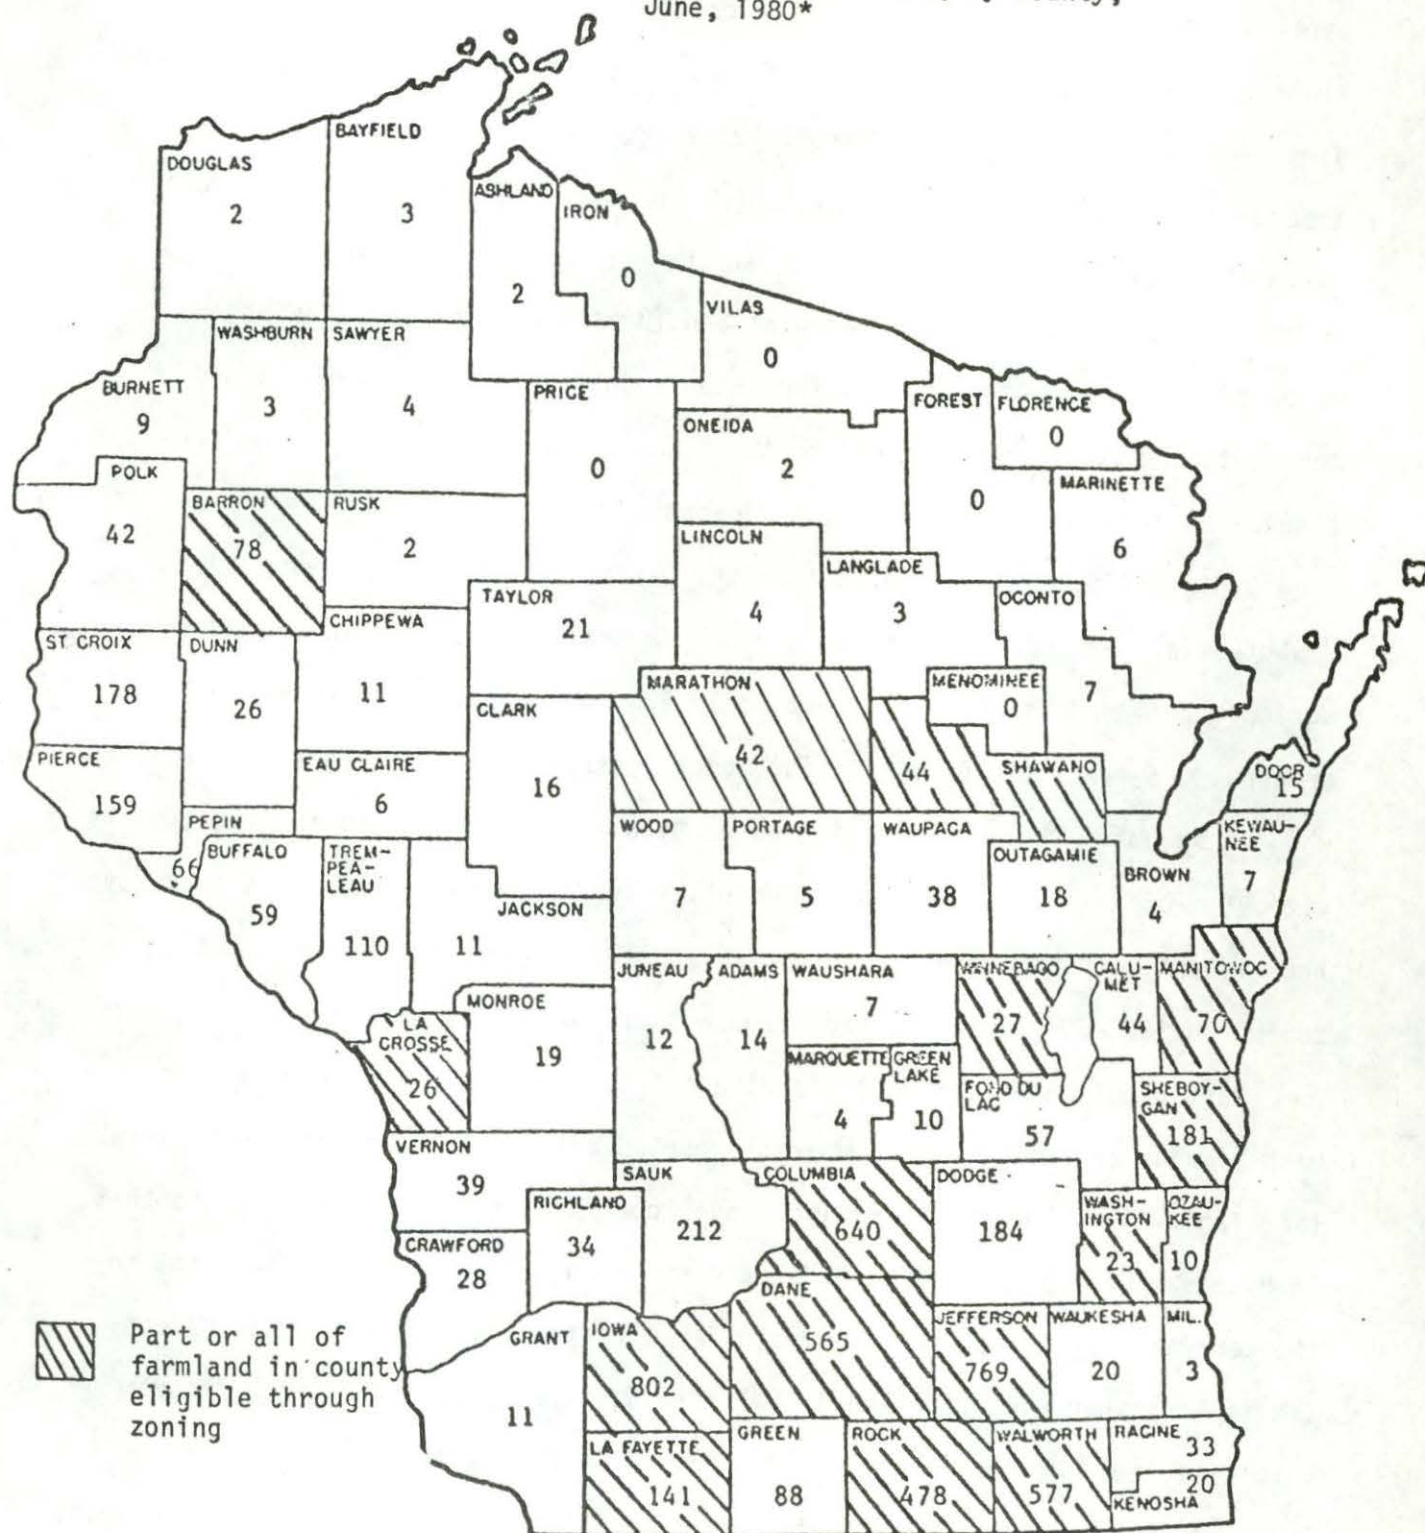 June, 1980*
BAYFIELD
3
DOUGLAS
2
ASHLAND
2
IRON
0
VILAS
0
WASHBURN
3
SAWYER
4
BURNETT
9
PRICE
0
FOREST
0
FLORENCE
0
ONEIDA
2
POLK
42
BARRON
78
RUSK
2
MARINETTE
6
LINCOLN
4
LANGLADE
3
TAYLOR
21
OCONTO
7
CHIPPEWA
11
ST. CROIX
178
DUNN
26
MARATHON
42
MENOMINEE
0
CLARK
16
44
SHAWANO
PIERCE
159
EAU CLAIRE
6
DOOR
15
PEPIN
66
BUFFALO
59
TREM-
PEA-
LEAU
110
JACKSON
11
WOOD
7
PORTAGE
5
WAUPACA
38
OUTAGAMIE
18
BROWN
4
KEWAU-
NEE
7
JUNEAU
12
ADAMS
14
WAUSHARA
7
WINNEBAGO
27
CALU-
MET
44
MANITOWOC
70
MONROE
19
LA
CROSSE
26
MARQUETTE
4
GREEN
LAKE
10
FOND DU
LAC
57
SHEBOY-
GAN
181
VERNON
39
SAUK
212
COLUMBIA
640
DODGE
184
WASH-
INGTON
23
OZAU-
KEE
10
RICHLAND
34
CRAWFORD
28
DANE
565
GRANT
11
IOWA
802
JEFFERSON
769
WAUKESHA
20
MIL.
3
Part or all of
farmland in county
eligible through
zoning
LA FAYETTE
141
GREEN
88
ROCK
478
WALWORTH
577
RACINE
33
20
KENOSHA